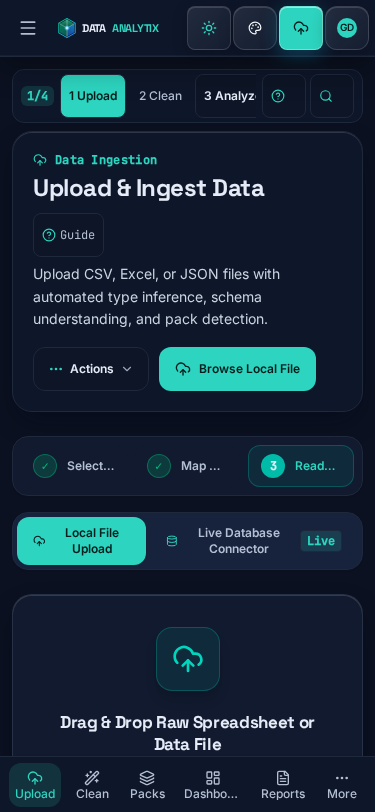 DATA ANALYTIX
GD
1/4
1 Upload
2 Clean
3 Analyz
Data Ingestion
Upload & Ingest Data
Guide
Upload CSV, Excel, or JSON files with
automated type inference, schema
understanding, and pack detection.
Actions
Browse Local File
✓ Select...
✓ Map ...
3 Read...
Local File
Upload
Live Database
Connector
Live
Drag & Drop Raw Spreadsheet or
Data File
Upload
Clean
Packs
Dashbo...
Reports
More